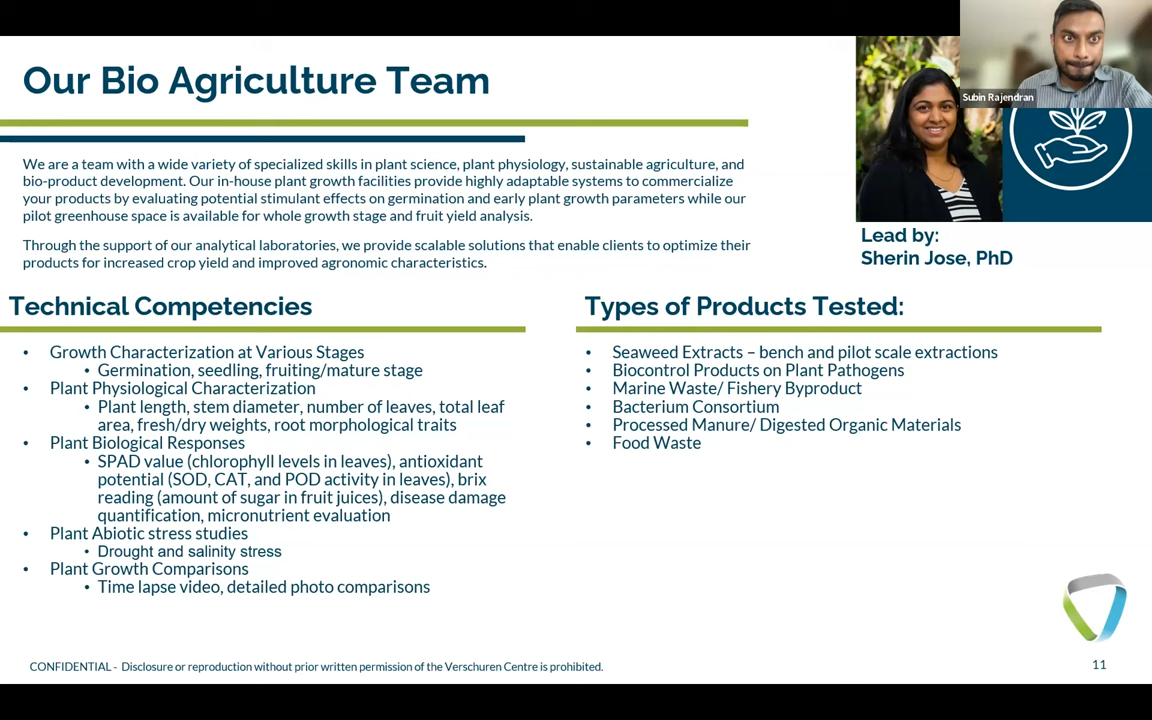 Our Bio Agriculture Team
Subin Rajendran
We are a team with a wide variety of specialized skills in plant science, plant physiology, sustainable agriculture, and
bio-product development. Our in-house plant growth facilities provide highly adaptable systems to commercialize
your products by evaluating potential stimulant effects on germination and early plant growth parameters while our
pilot greenhouse space is available for whole growth stage and fruit yield analysis.
Through the support of our analytical laboratories, we provide scalable solutions that enable clients to optimize their
products for increased crop yield and improved agronomic characteristics.
Lead by:
Sherin Jose, PhD
Technical Competencies
• Growth Characterization at Various Stages
• Germination, seedling, fruiting/mature stage
• Plant Physiological Characterization
• Plant length, stem diameter, number of leaves, total leaf
area, fresh/dry weights, root morphological traits
• Plant Biological Responses
• SPAD value (chlorophyll levels in leaves), antioxidant
potential (SOD, CAT, and POD activity in leaves), brix
reading (amount of sugar in fruit juices), disease damage
quantification, micronutrient evaluation
• Plant Abiotic stress studies
• Drought and salinity stress
• Plant Growth Comparisons
• Time lapse video, detailed photo comparisons
Types of Products Tested:
• Seaweed Extracts – bench and pilot scale extractions
• Biocontrol Products on Plant Pathogens
• Marine Waste/ Fishery Byproduct
• Bacterium Consortium
• Processed Manure/ Digested Organic Materials
• Food Waste
CONFIDENTIAL - Disclosure or reproduction without prior written permission of the Verschuren Centre is prohibited.
11